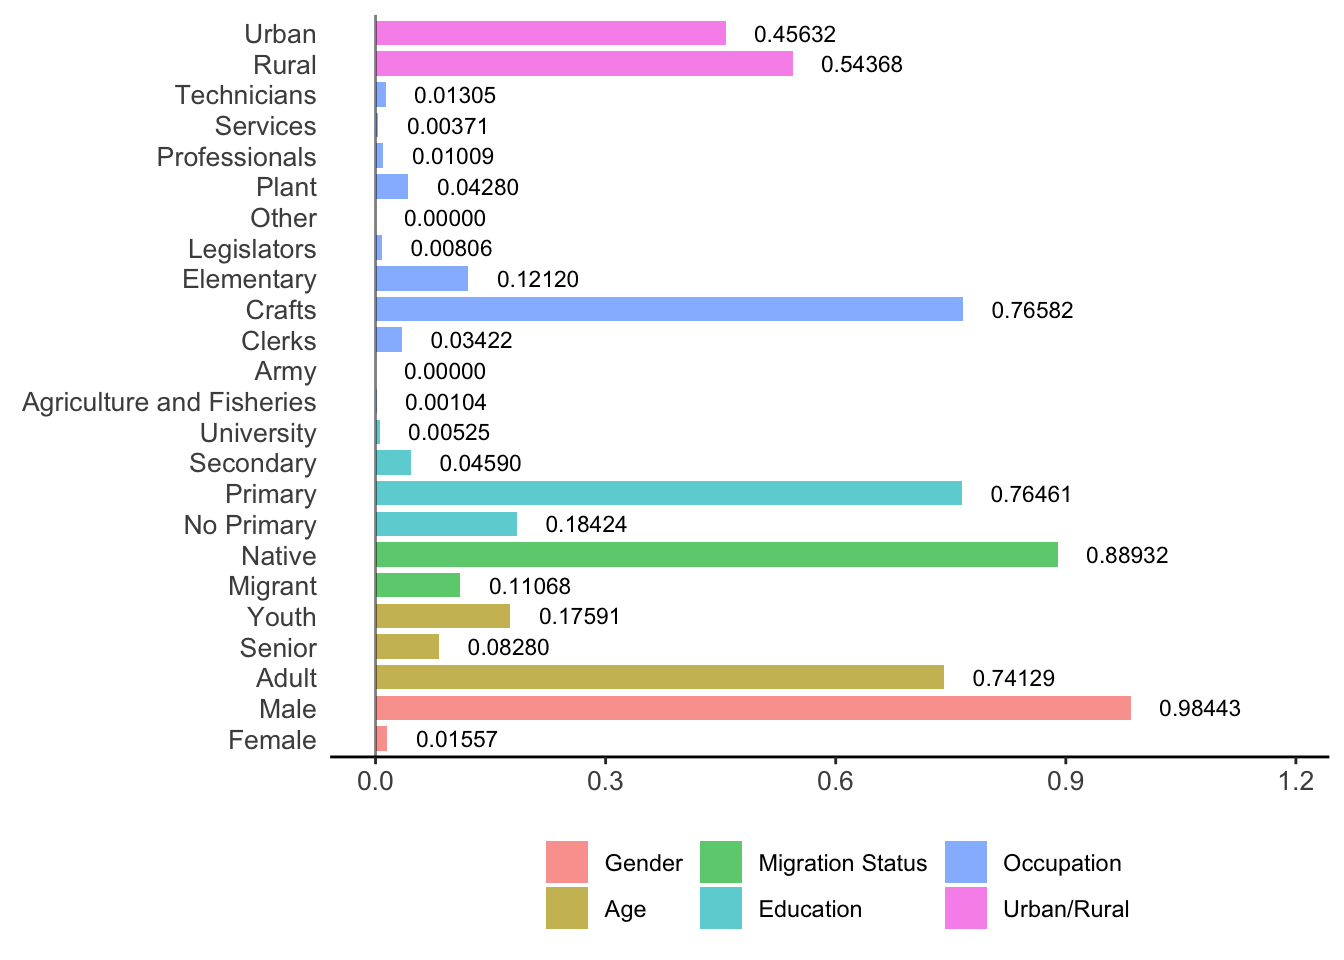 Urban 0.45632
Rural 0.54368
Technicians 0.01305
Services 0.00371
Professionals 0.01009
Plant 0.04280
Other 0.00000
Legislators 0.00806
Elementary 0.12120
Crafts 0.76582
Clerks 0.03422
Army 0.00000
Agriculture and Fisheries 0.00104
University 0.00525
Secondary 0.04590
Primary 0.76461
No Primary 0.18424
Native 0.88932
Migrant 0.11068
Youth 0.17591
Senior 0.08280
Adult 0.74129
Male 0.98443
Female 0.01557
0.0 0.3 0.6 0.9 1.2
Gender Migration Status Occupation
Age Education Urban/Rural